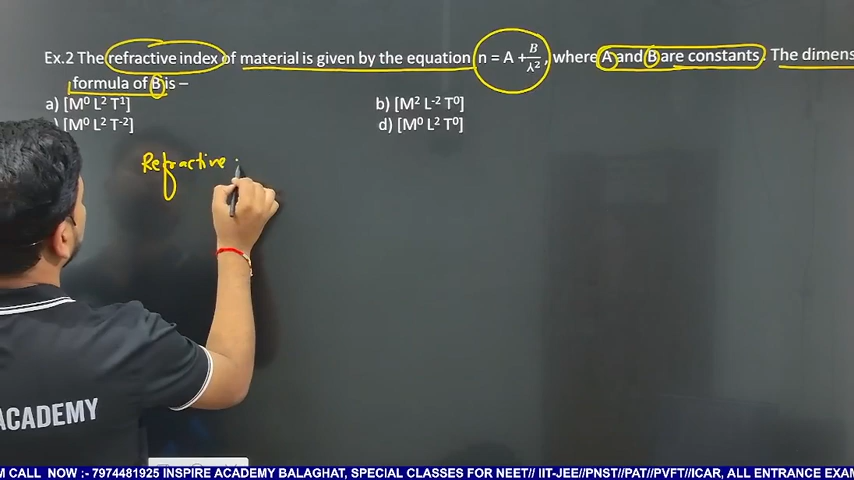 Ex.2 The refractive index of material is given by the equation n = A + B/λ², where A and B are constants. The dimens
formula of B is –
a) [M⁰ L² T¹]
b) [M² L⁻² T⁰]
) [M⁰ L² T⁻²]
d) [M⁰ L² T⁰]
Refractive
ACADEMY
M CALL NOW :- 7974481925 INSPIRE ACADEMY BALAGHAT, SPECIAL CLASSES FOR NEET// IIT-JEE//PNST//PAT//PVFT//ICAR, ALL ENTRANCE EXAM